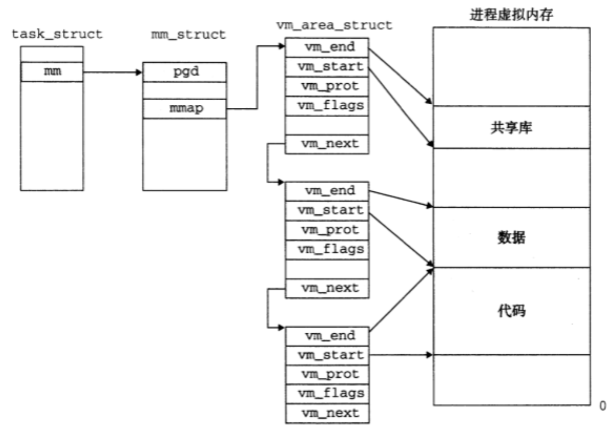 task_struct
mm
mm_struct
pgd
mmap
vm_area_struct
vm_end
vm_start
vm_prot
vm_flags
vm_next
vm_end
vm_start
vm_prot
vm_flags
vm_next
vm_end
vm_start
vm_prot
vm_flags
vm_next
进程虚拟内存
共享库
数据
代码
0